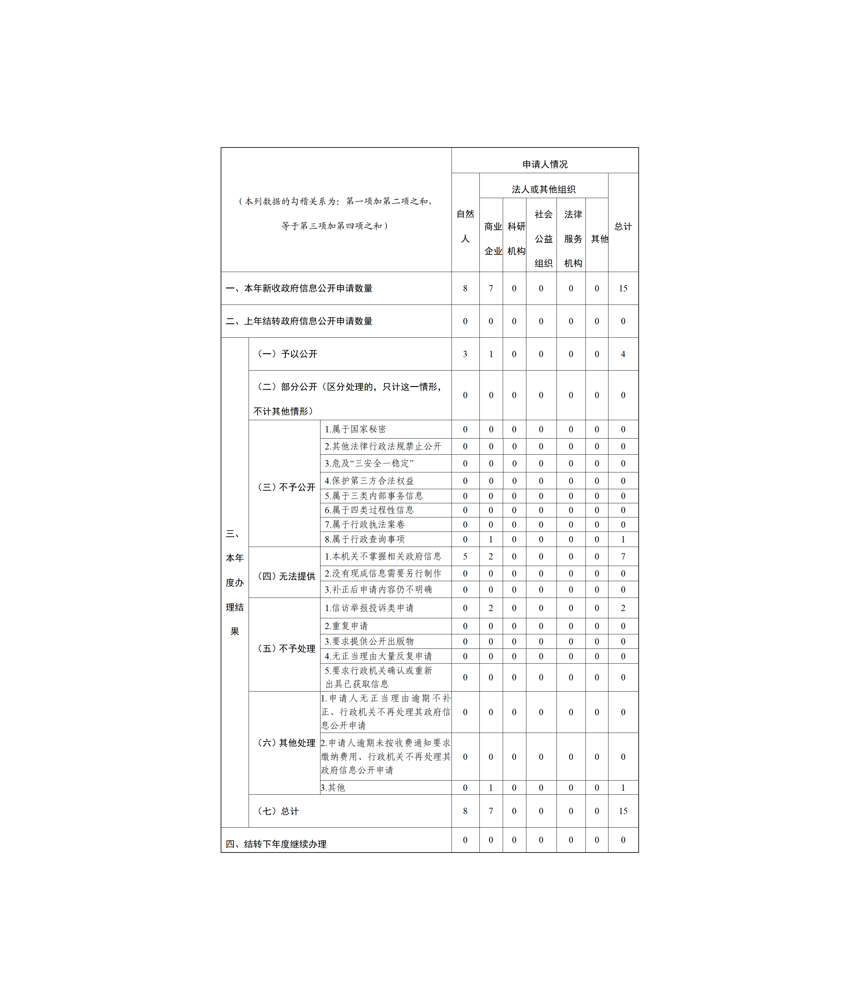 申请人情况
（本列数据的勾稽关系为：第一项加第二项之和，
等于第三项加第四项之和）
自然
人
法人或其他组织
总计
商业
企业
科研
机构
社会
公益
组织
法律
服务
机构
其他
一、本年新收政府信息公开申请数量 8 7 0 0 0 0 15
二、上年结转政府信息公开申请数量 0 0 0 0 0 0 0
三、
本年
度办
理结
果
（一）予以公开 3 1 0 0 0 0 4
（二）部分公开（区分处理的，只计这一情形，
不计其他情形） 0 0 0 0 0 0 0
（三）不予公开
1.属于国家秘密 0 0 0 0 0 0 0
2.其他法律行政法规禁止公开 0 0 0 0 0 0 0
3.危及“三安全一稳定” 0 0 0 0 0 0 0
4.保护第三方合法权益 0 0 0 0 0 0 0
5.属于三类内部事务信息 0 0 0 0 0 0 0
6.属于四类过程性信息 0 0 0 0 0 0 0
7.属于行政执法案卷 0 0 0 0 0 0 0
8.属于行政查询事项 0 1 0 0 0 0 1
（四）无法提供
1.本机关不掌握相关政府信息 5 2 0 0 0 0 7
2.没有现成信息需要另行制作 0 0 0 0 0 0 0
3.补正后申请内容仍不明确 0 0 0 0 0 0 0
（五）不予处理
1.信访举报投诉类申请 0 2 0 0 0 0 2
2.重复申请 0 0 0 0 0 0 0
3.要求提供公开出版物 0 0 0 0 0 0 0
4.无正当理由大量反复申请 0 0 0 0 0 0 0
5.要求行政机关确认或重新
出具已获取信息 0 0 0 0 0 0 0
（六）其他处理
1.申请人无正当理由逾期不补
正、行政机关不再处理其政府信
息公开申请 0 0 0 0 0 0 0
2.申请人逾期未按收费通知要求
缴纳费用、行政机关不再处理其
政府信息公开申请 0 0 0 0 0 0 0
3.其他 0 1 0 0 0 0 1
（七）总计 8 7 0 0 0 0 15
四、结转下年度继续办理 0 0 0 0 0 0 0